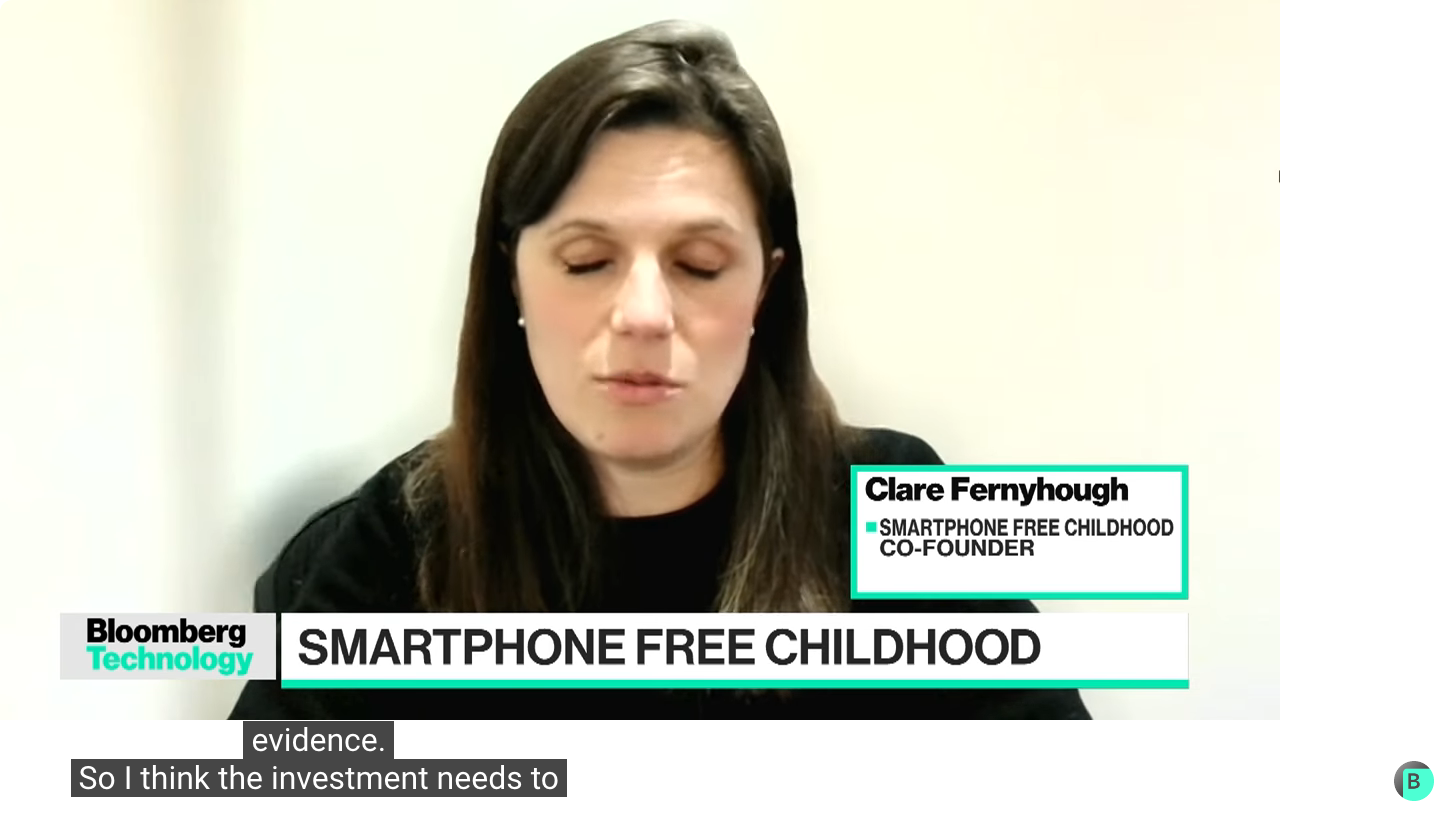 Clare Fernyhough
SMARTPHONE FREE CHILDHOOD
CO-FOUNDER
Bloomberg
Technology
SMARTPHONE FREE CHILDHOOD
evidence.
So I think the investment needs to
B